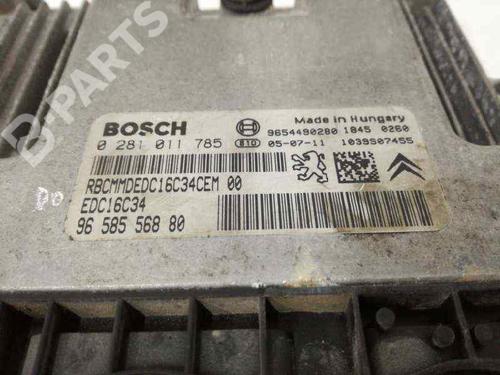 B-PARTS
Made in Hungary
BOSCH 9654490280 1845 0260
0 281 011 785 B10 05-07-11 1039S07455
RBCMMDEDC16C34CEM 00
EDC16C34
96 585 568 80